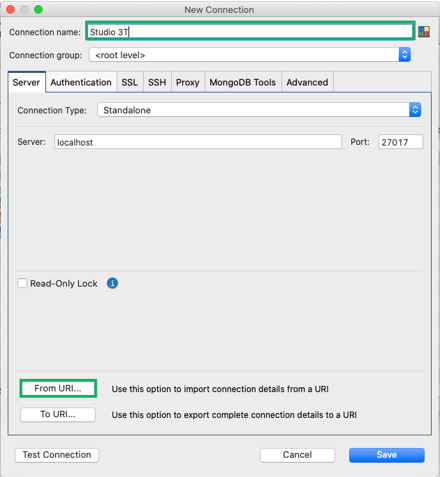 New Connection
Connection name: Studio 3T
Connection group: <root level>
Server Authentication SSL SSH Proxy MongoDB Tools Advanced
Connection Type: Standalone
Server: localhost Port: 27017
Read-Only Lock i
From URI... Use this option to import connection details from a URI
To URI... Use this option to export complete connection details to a URI
Test Connection Cancel Save